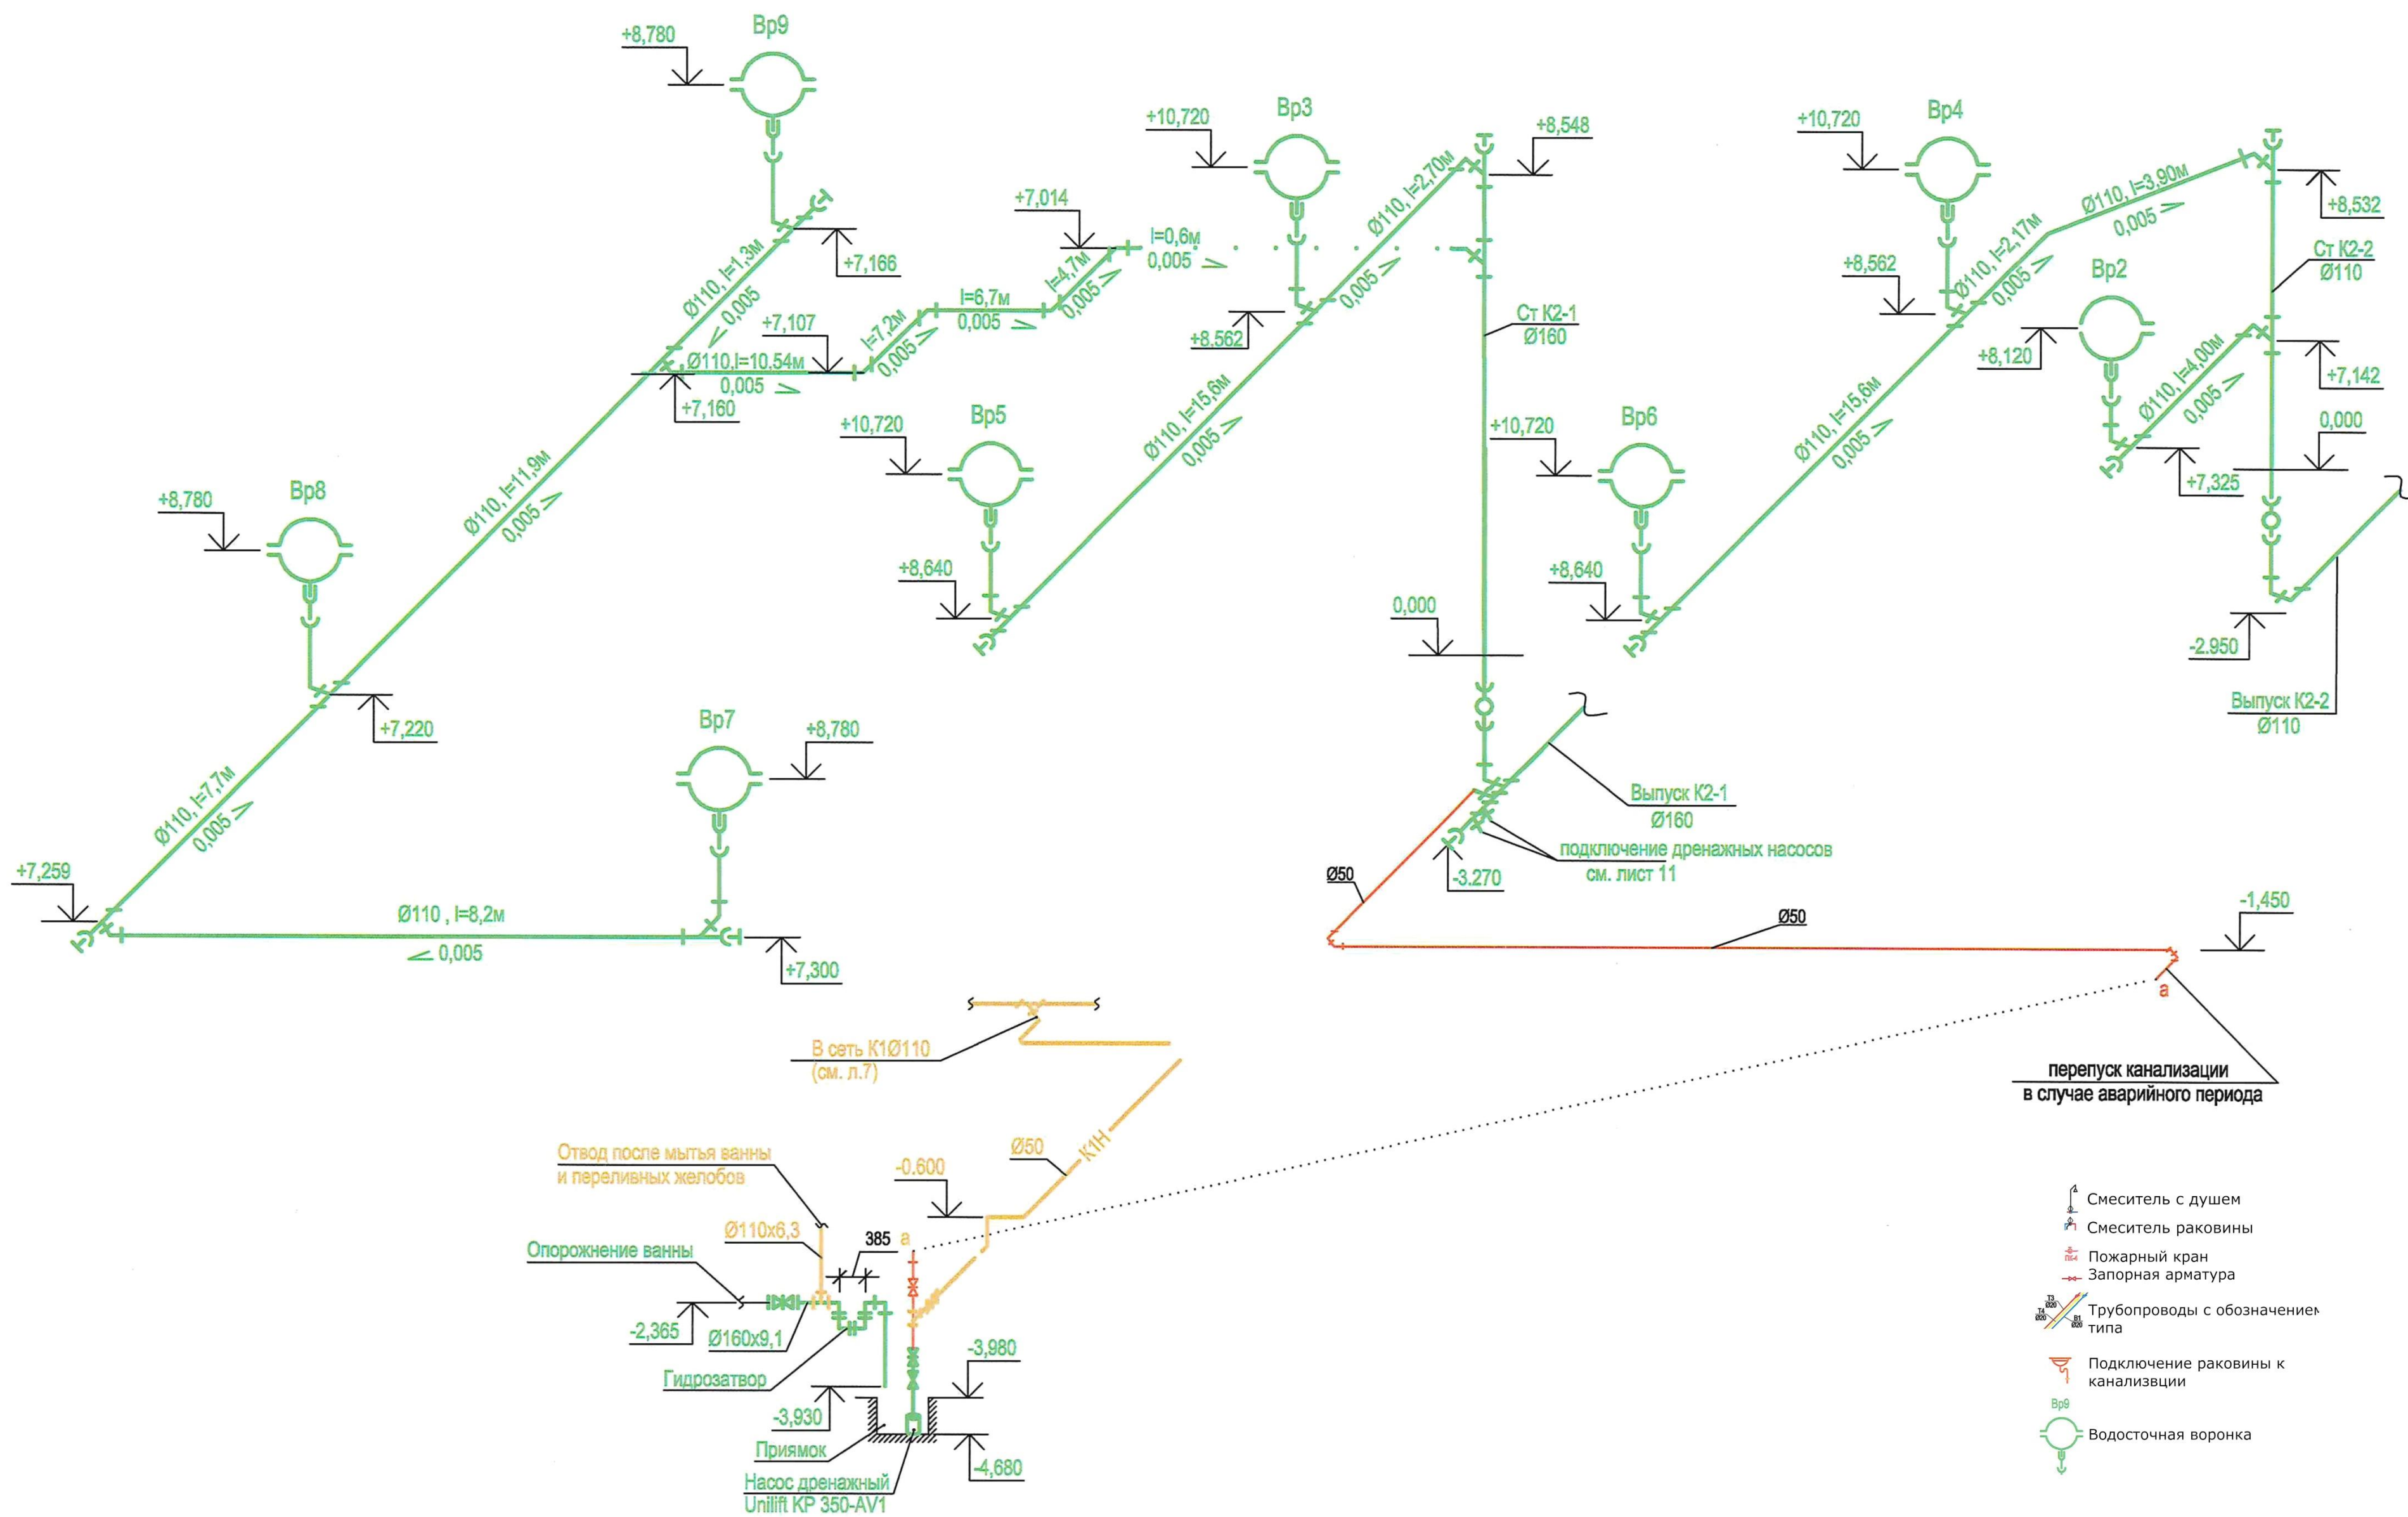 Вр9
+8,780
+7,166
Ø110, l=1,3м
0,005
Вр3
+10,720
+8.562
Ø110, l=2,70м
0,005
+8,548
Вр4
+10,720
+8,562
Ø110, l=2,17м
0,005
Ø110, l=3,90м
0,005
+8,532
Ст К2-2
Ø110
Вр2
+8,120
Ø110, l=4,00м
0,005
+7,142
+7,325
0,000
-2.950
Выпуск К2-2
Ø110
+7,014
l=0,6м
0,005
l=4,7м
0,005
l=6,7м
0,005
l=7,2м
0,005
+7,107
Ø110,l=10,54м
0,005
+7,160
Ст К2-1
Ø160
Вр5
+10,720
+8,640
Ø110, l=15,6м
0,005
Вр6
+10,720
+8,640
Ø110, l=15,6м
0,005
Вр8
+8,780
+7,220
Ø110, l=11,9м
0,005
Ø110, l=7,7м
0,005
Вр7
+8,780
+7,259
Ø110 , l=8,2м
0,005
+7,300
0,000
Выпуск К2-1
Ø160
подключение дренажных насосов
см. лист 11
-3.270
Ø50
Ø50
-1,450
а
перепуск канализации
в случае аварийного периода
В сеть К1Ø110
(см. л.7)
Ø50
К1Н
-0.600
Отвод после мытья ванны
и переливных желобов
Ø110х6,3
385
а
Опорожнение ванны
-2,365
Ø160х9,1
Гидрозатвор
-3,930
-3,980
Приямок
-4,680
Насос дренажный
Unilift KP 350-AV1
Смеситель с душем
Смеситель раковины
Пожарный кран
Запорная арматура
Т3
Ø20
Т4
Ø20
В1
Ø20
Трубопроводы с обозначением
типа
Подключение раковины к
канализвции
Вр9
Водосточная воронка